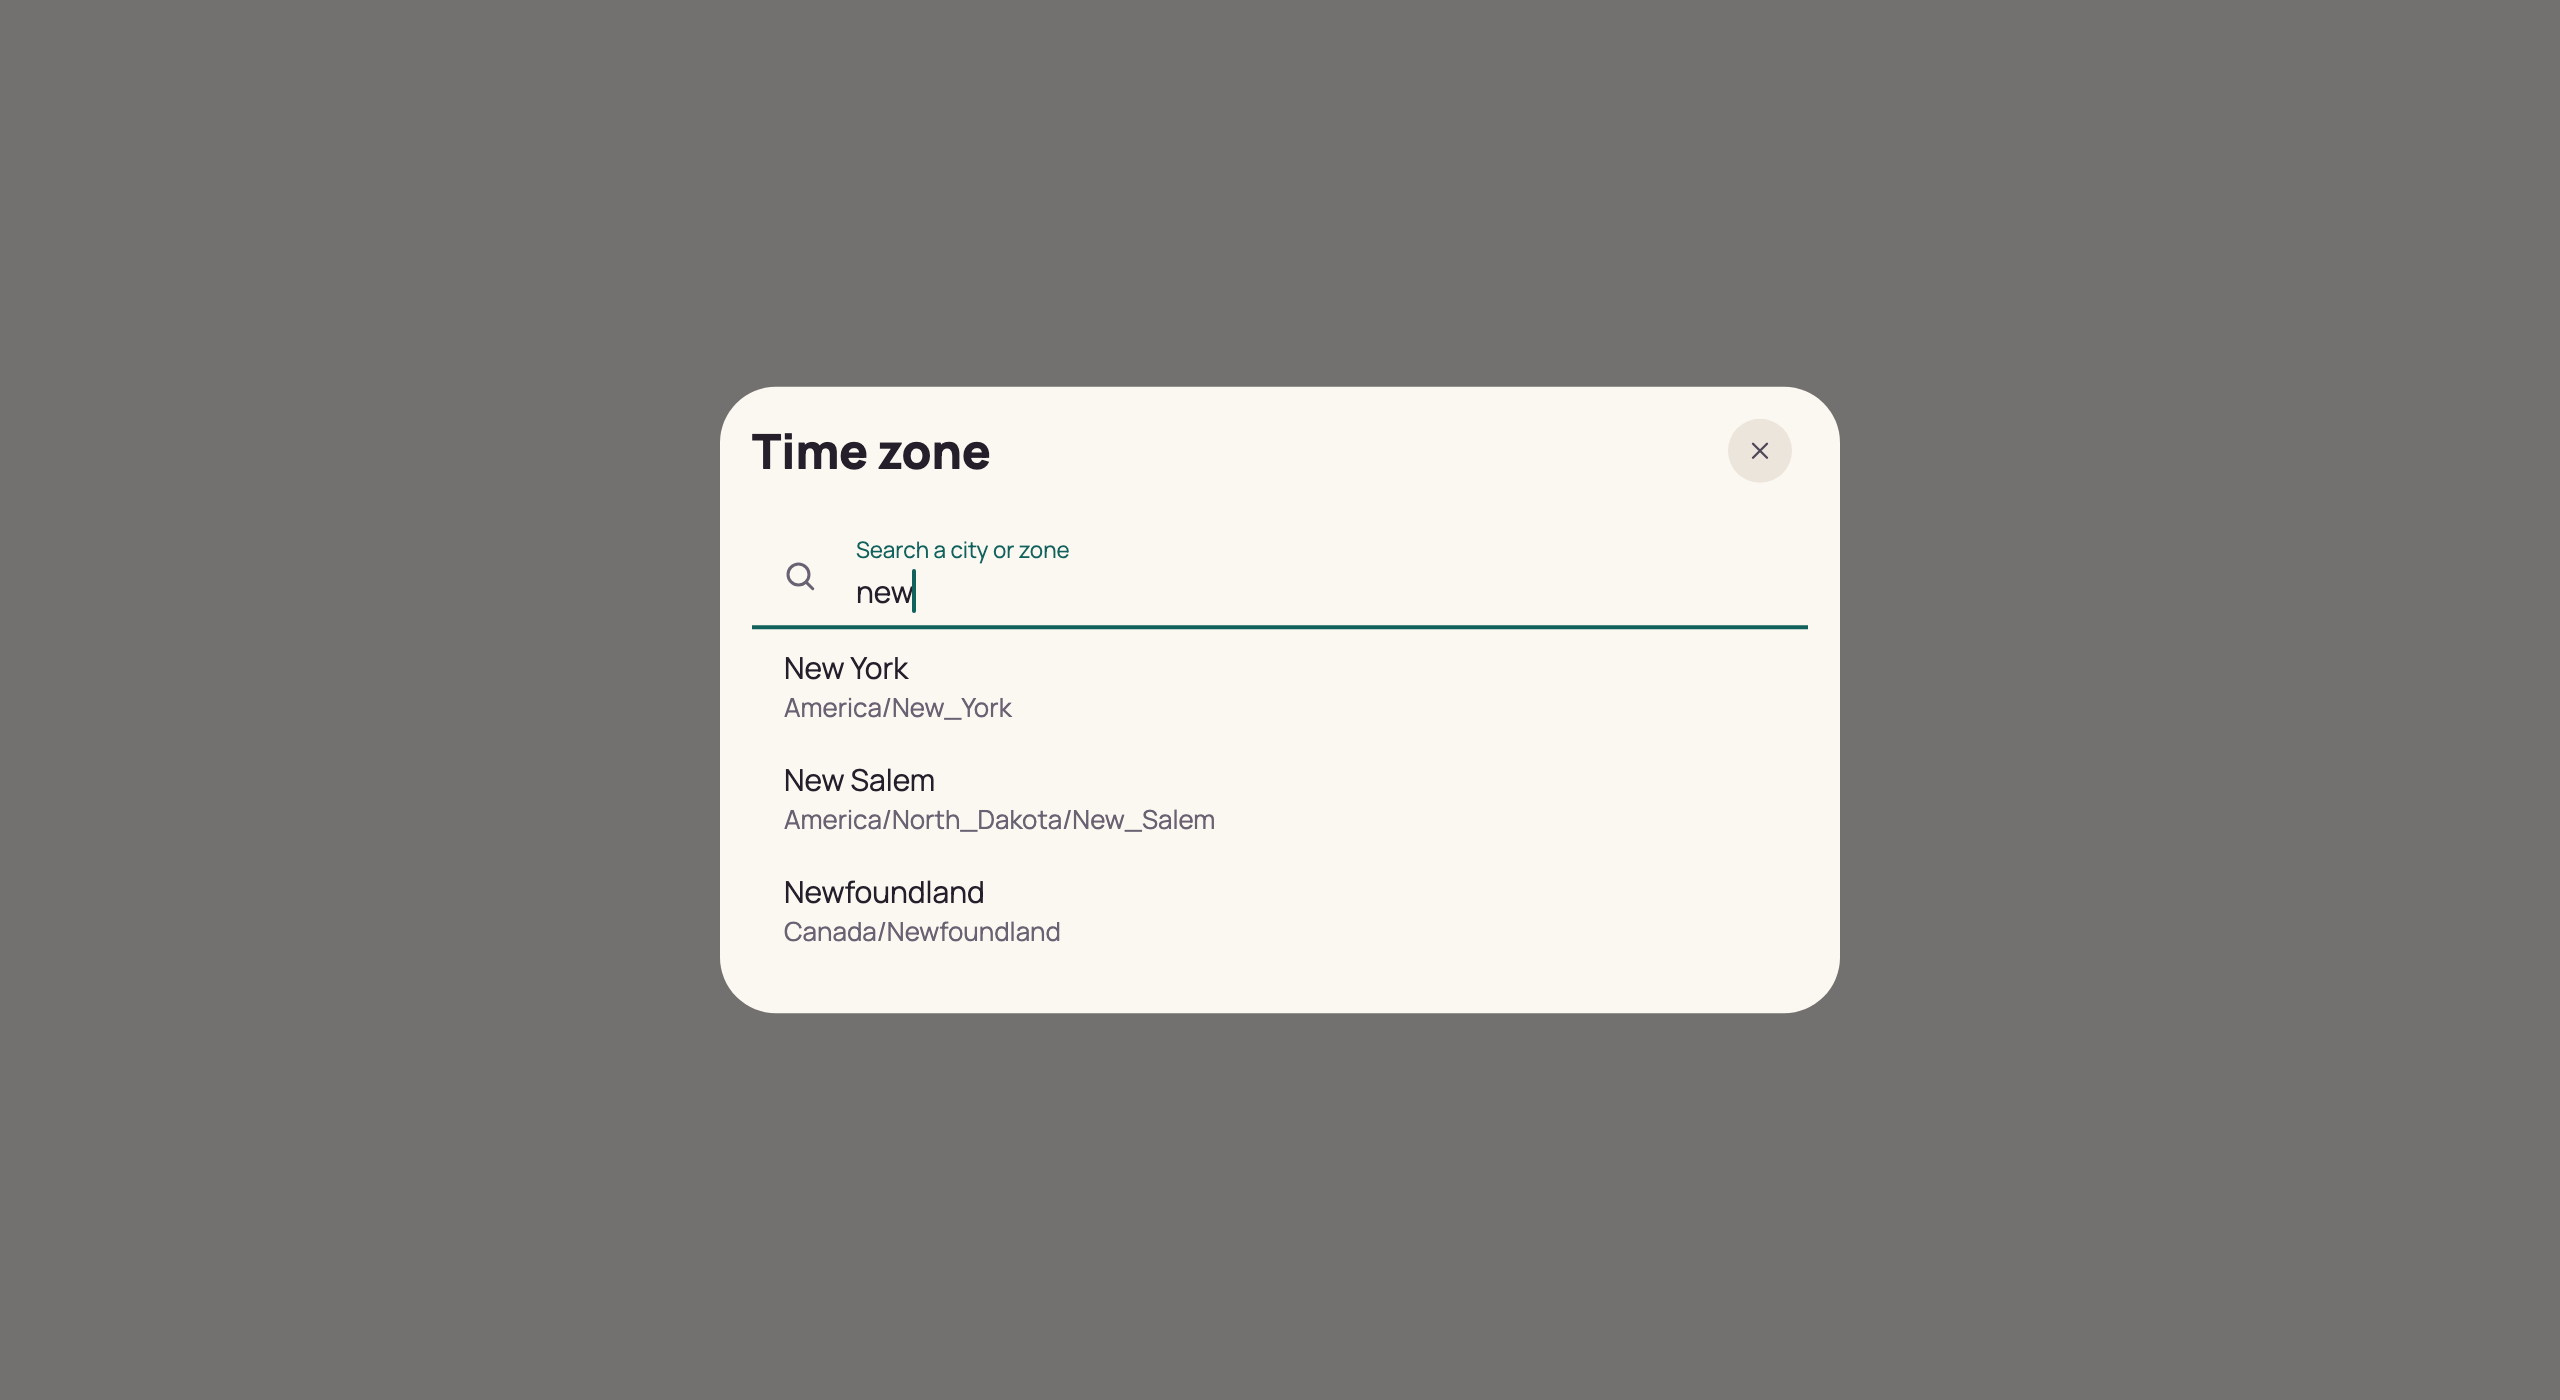 Time zone
Search a city or zone
new
New York
America/New_York
New Salem
America/North_Dakota/New_Salem
Newfoundland
Canada/Newfoundland